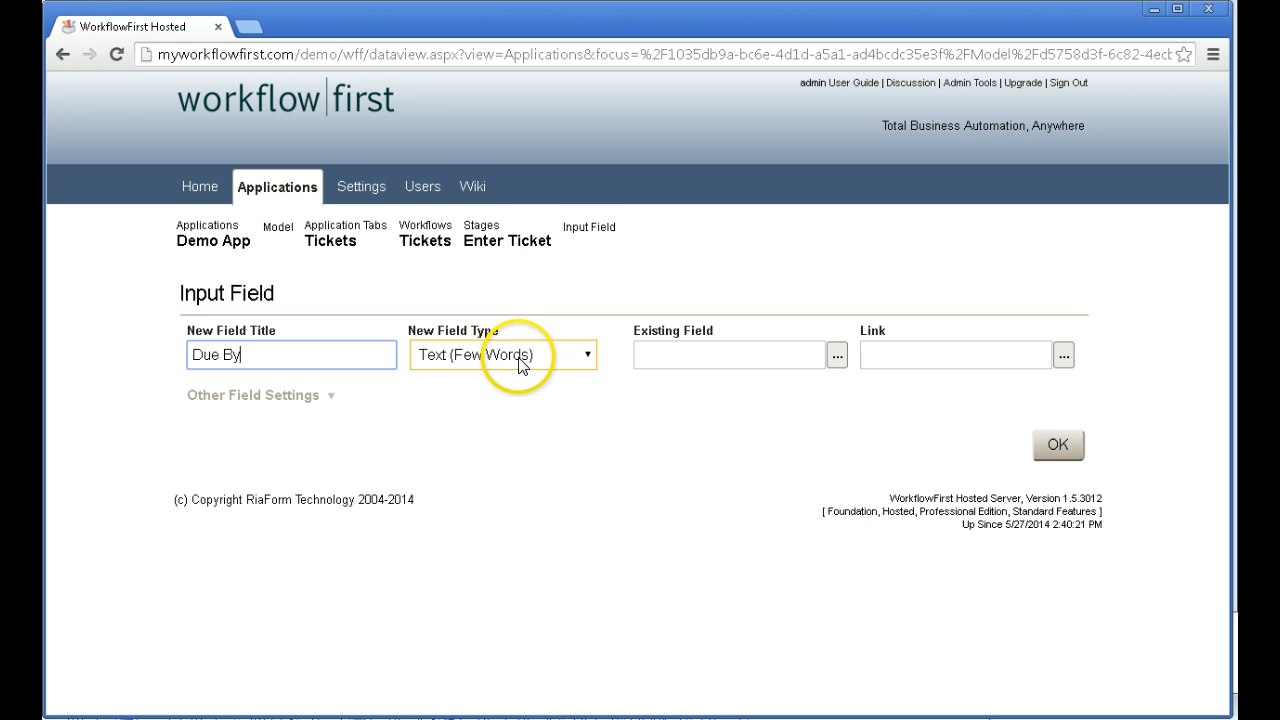 WorkflowFirst Hosted
myworkflowfirst.com/demo/wff/dataview.aspx?view=Applications&focus=%2F1035db9a-bc6e-4d1d-a5a1-ad4bcdc35e3f%2FModel%2Fd5758d3f-6c82-4ecb
workflow|first
admin User Guide | Discussion | Admin Tools | Upgrade | Sign Out
Total Business Automation, Anywhere
Home Applications Settings Users Wiki
Applications Model Application Tabs Workflows Stages Input Field
Demo App Tickets Tickets Enter Ticket
Input Field
New Field Title New Field Type Existing Field Link
Due By Text (Few Words) ... ...
Other Field Settings
OK
(c) Copyright RiaForm Technology 2004-2014
WorkflowFirst Hosted Server, Version 1.5.3012
[ Foundation, Hosted, Professional Edition, Standard Features ]
Up Since 5/27/2014 2:40:21 PM